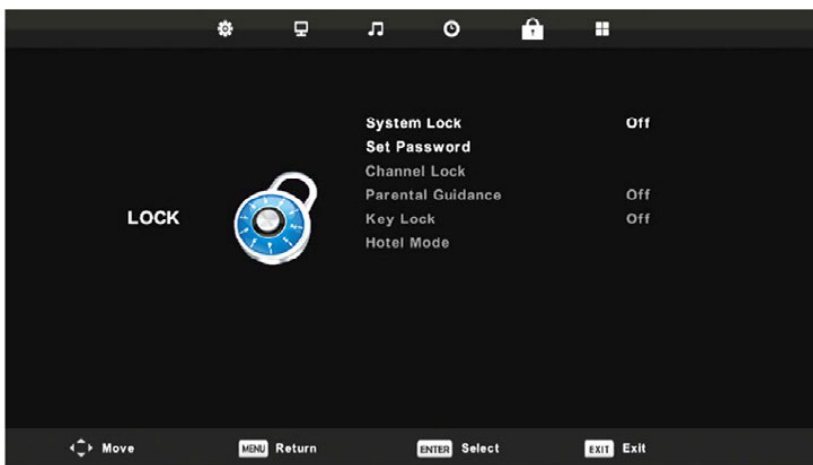 System Lock Off
Set Password
Channel Lock
Parental Guidance Off
LOCK
Key Lock Off
Hotel Mode
Move MENU Return ENTER Select EXIT Exit